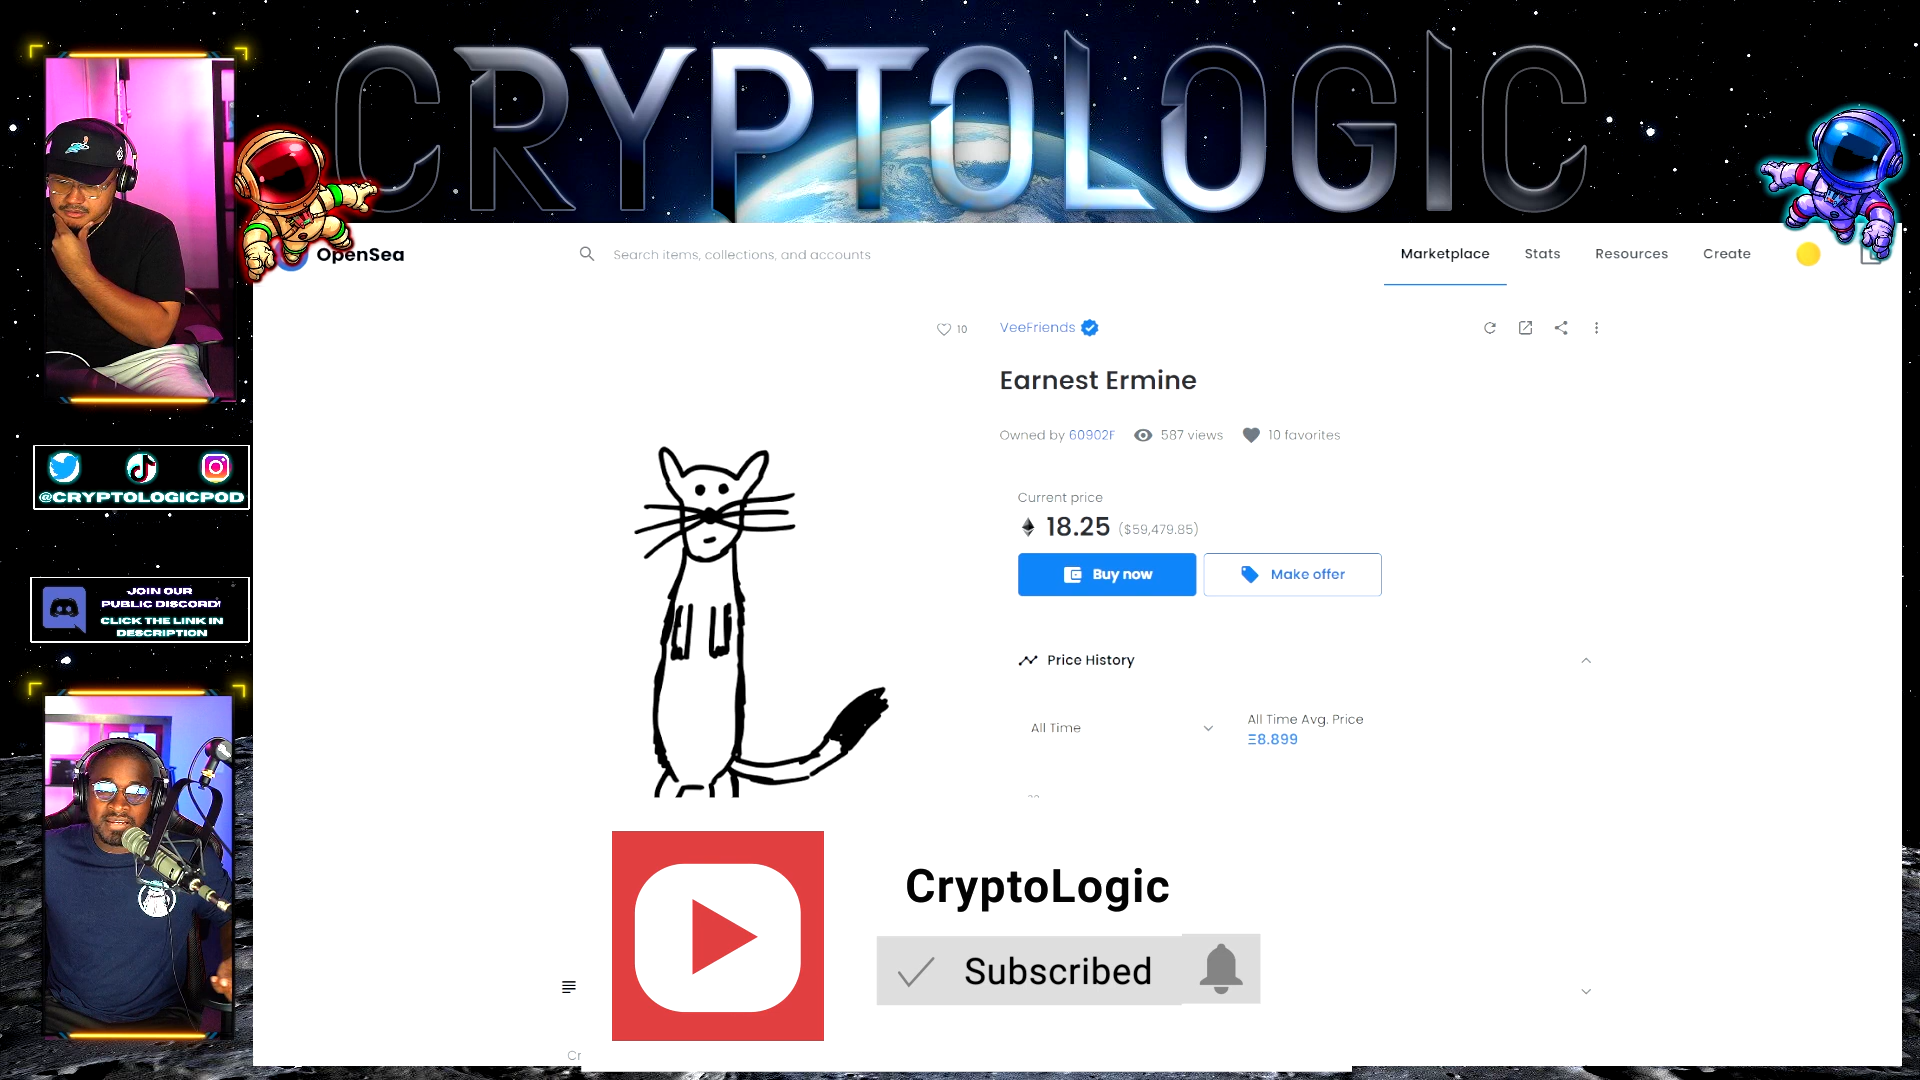 CRYPTOLOGIC
OpenSea
Search items, collections, and accounts
Marketplace
Stats
Resources
Create
10
VeeFriends
Earnest Ermine
Owned by 60902F
587 views
10 favorites
Current price
18.25 ($59,479.85)
Buy now
Make offer
Price History
All Time
All Time Avg. Price
Ξ8.899
@CRYPTOLOGICPOD
JOIN OUR
PUBLIC DISCORD!
CLICK THE LINK IN
DESCRIPTION
CryptoLogic
Subscribed
Cr